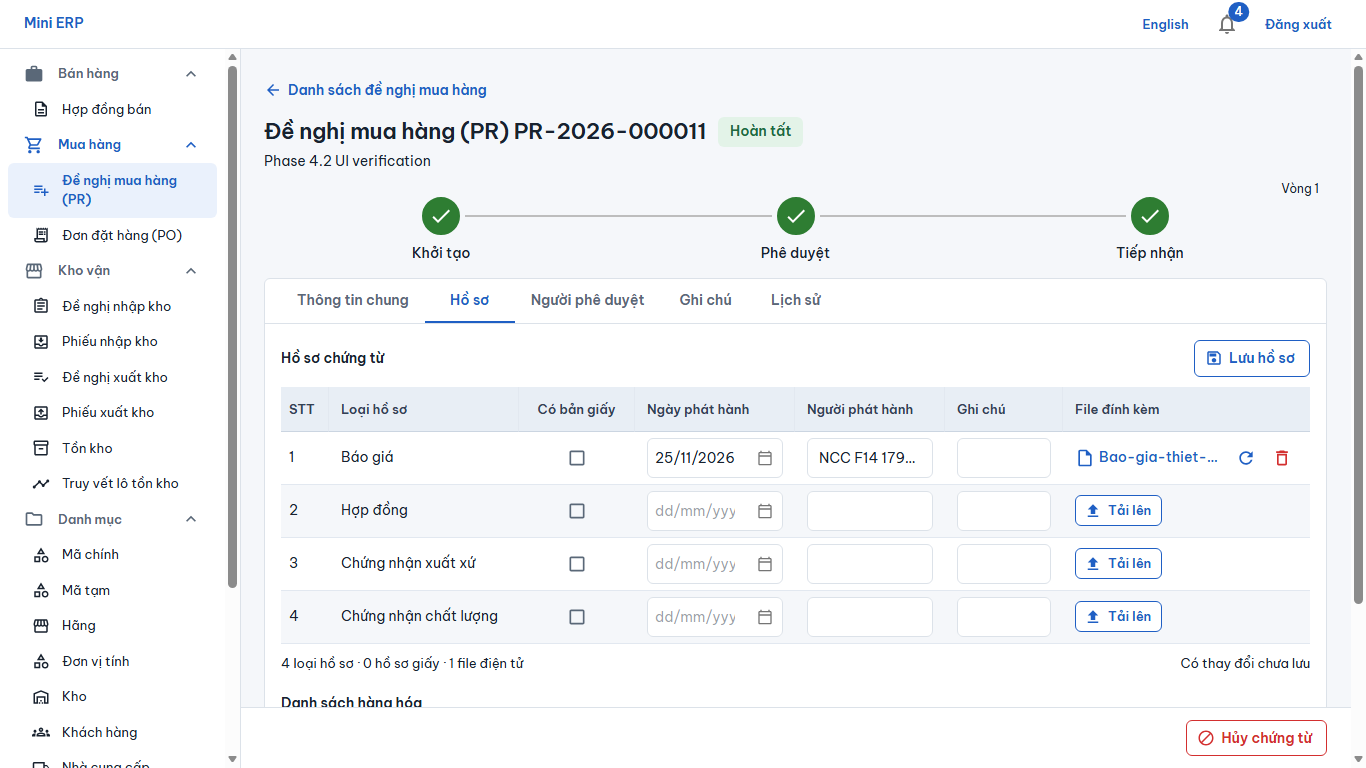 Mini ERP
English
4
Đăng xuất
Bán hàng
Hợp đồng bán
Mua hàng
Đề nghị mua hàng
(PR)
Đơn đặt hàng (PO)
Kho vận
Đề nghị nhập kho
Phiếu nhập kho
Đề nghị xuất kho
Phiếu xuất kho
Tồn kho
Truy vết lô tồn kho
Danh mục
Mã chính
Mã tạm
Hãng
Đơn vị tính
Kho
Khách hàng
Nhà cung cấp
Danh sách đề nghị mua hàng
Đề nghị mua hàng (PR) PR-2026-000011 Hoàn tất
Phase 4.2 UI verification
Vòng 1
Khởi tạo Phê duyệt Tiếp nhận
Thông tin chung Hồ sơ Người phê duyệt Ghi chú Lịch sử
Hồ sơ chứng từ Lưu hồ sơ
STT Loại hồ sơ Có bản giấy Ngày phát hành Người phát hành Ghi chú File đính kèm
1 Báo giá 25/11/2026 NCC F14 179... Bao-gia-thiet-...
2 Hợp đồng dd/mm/yyy Tải lên
3 Chứng nhận xuất xứ dd/mm/yyy Tải lên
4 Chứng nhận chất lượng dd/mm/yyy Tải lên
4 loại hồ sơ · 0 hồ sơ giấy · 1 file điện tử Có thay đổi chưa lưu
Danh sách hàng hóa
Hủy chứng từ